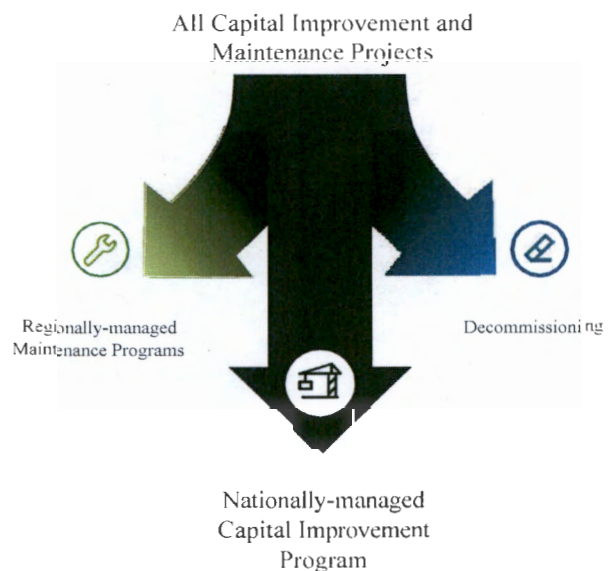 All Capital Improvement and
Maintenance Projects
Regionally-managed
Maintenance Programs
Decommissioning
Nationally-managed
Capital Improvement
Program